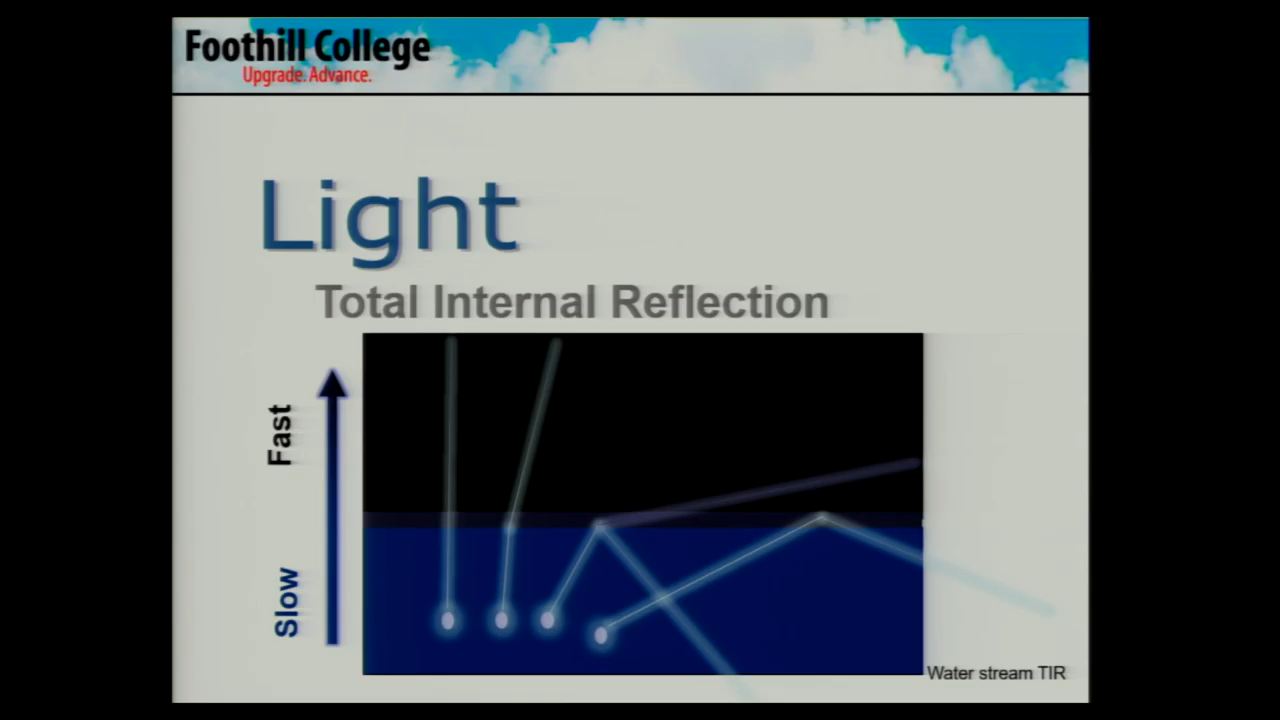 Foothill College
Upgrade. Advance.
Light
Total Internal Reflection
Fast
Slow
Water stream TIR